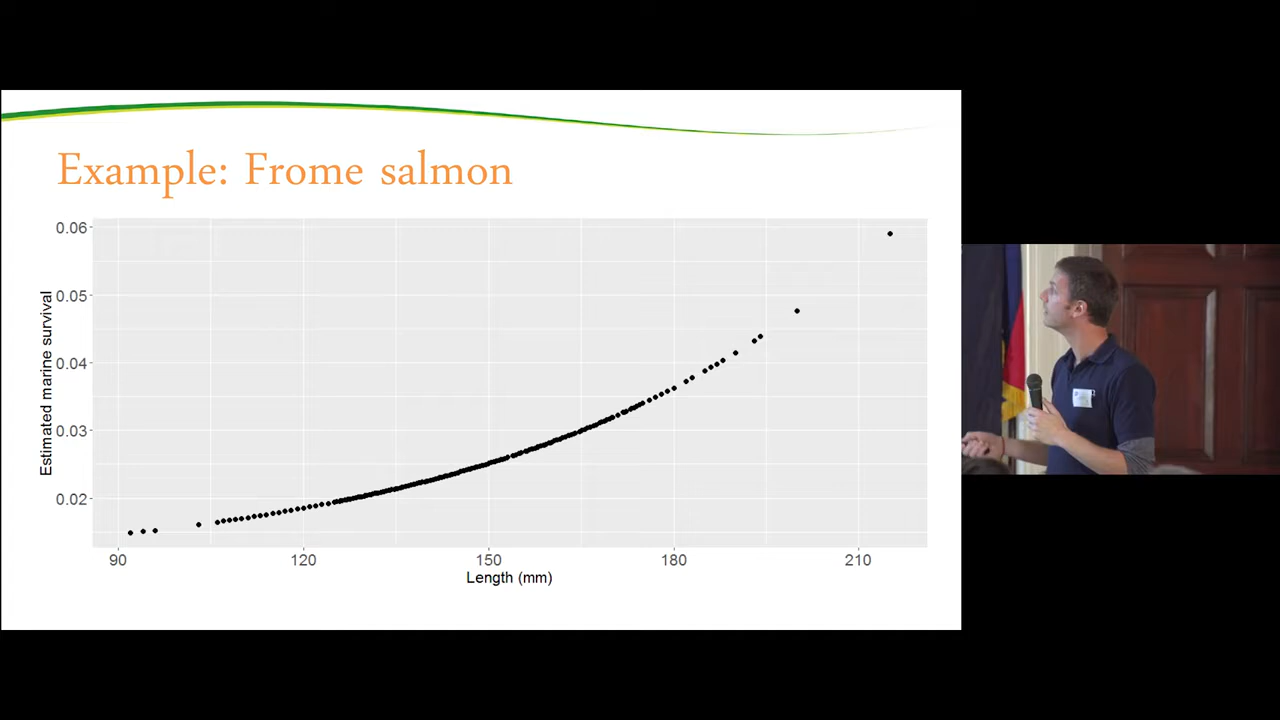 Example: Frome salmon
0.06
0.05
0.04
0.03
0.02
Estimated marine survival
90 120 150 180 210
Length (mm)